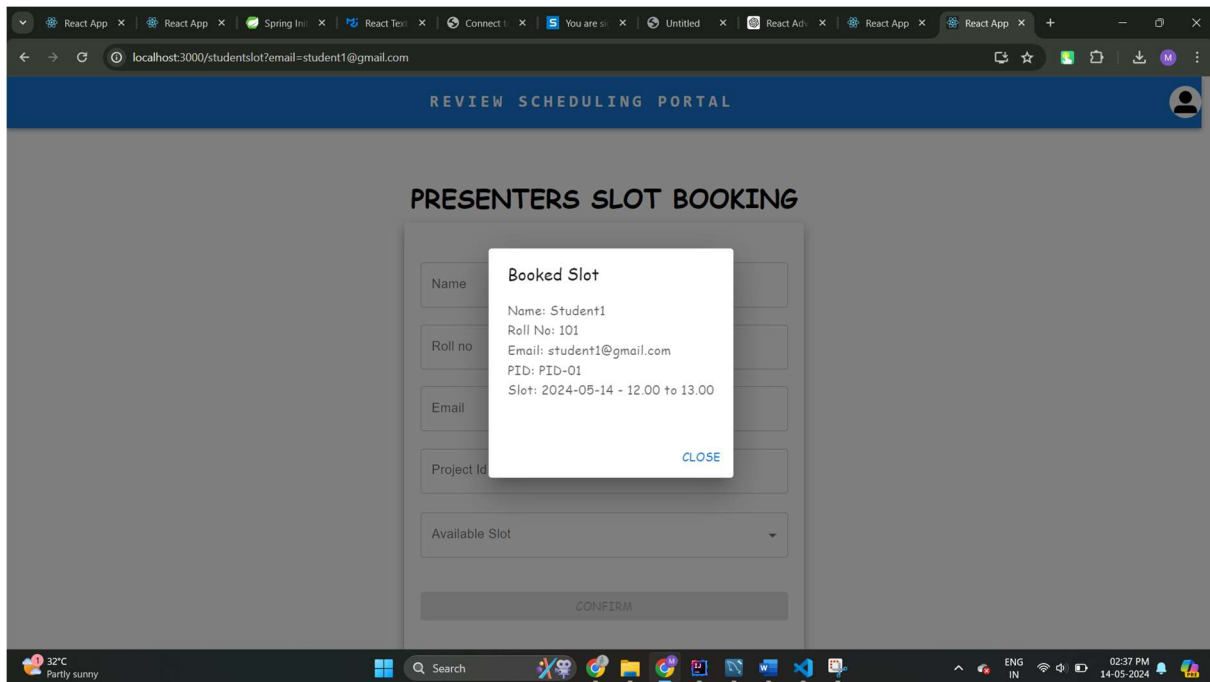 React App
React App
Spring Ini
React Tex
Connect t
You are si
Untitled
React Adv
React App
React App
localhost:3000/studentslot?email=student1@gmail.com
M
REVIEW SCHEDULING PORTAL
PRESENTERS SLOT BOOKING
Booked Slot
Name
Name: Student1
Roll No: 101
Roll no
Email: student1@gmail.com
PID: PID-01
Slot: 2024-05-14 - 12.00 to 13.00
Email
CLOSE
Project Id
Available Slot
CONFIRM
1
32°C
Partly sunny
Search
ENG
IN
02:37 PM
14-05-2024